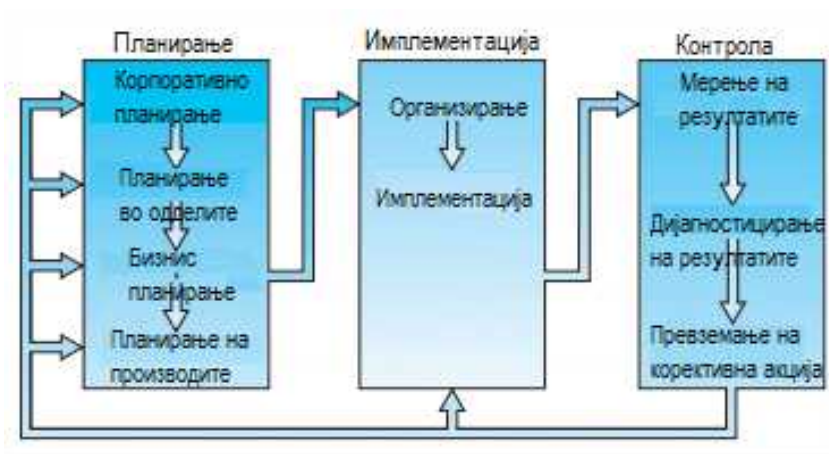 Планирање
Корпоративно
планирање
Планирање
во одделите
Бизнис
планирање
Планирање на
производите
Имплементација
Организирање
Имплементација
Контрола
Мерење на
резултатите
Дијагностицирање
на резултатите
Превземање на
корективна акција